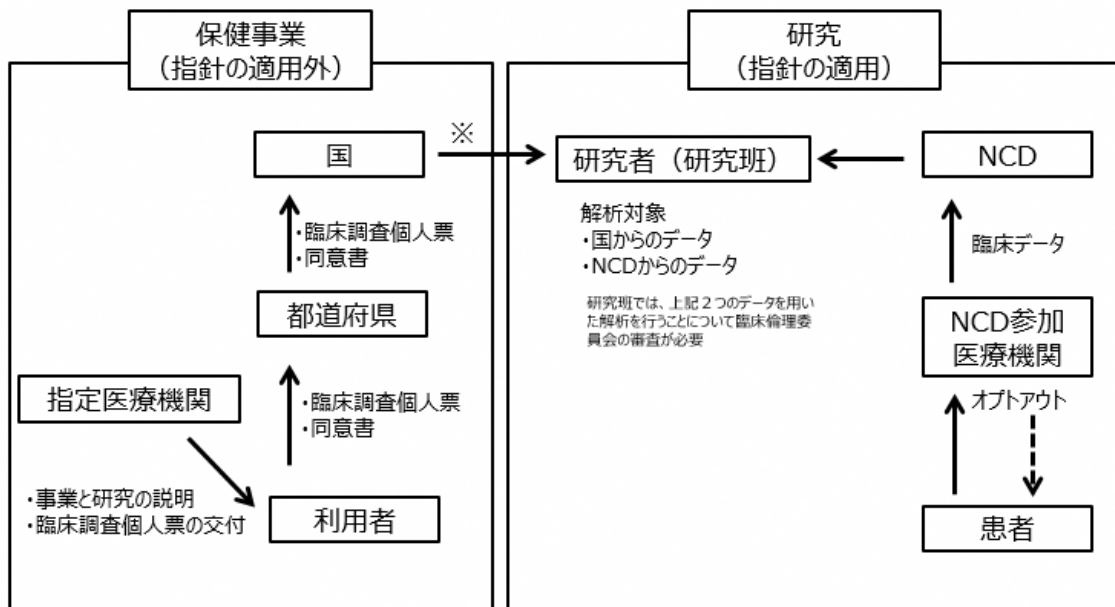 保健事業
（指針の適用外）
国
※
・臨床調査個人票
・同意書
都道府県
指定医療機関
・臨床調査個人票
・同意書
・事業と研究の説明
・臨床調査個人票の交付
利用者
研究
（指針の適用）
研究者（研究班）
NCD
解析対象
・国からのデータ
・NCDからのデータ
臨床データ
研究班では、上記２つのデータを用い
た解析を行うことについて臨床倫理委
員会の審査が必要
NCD参加
医療機関
オプトアウト
患者